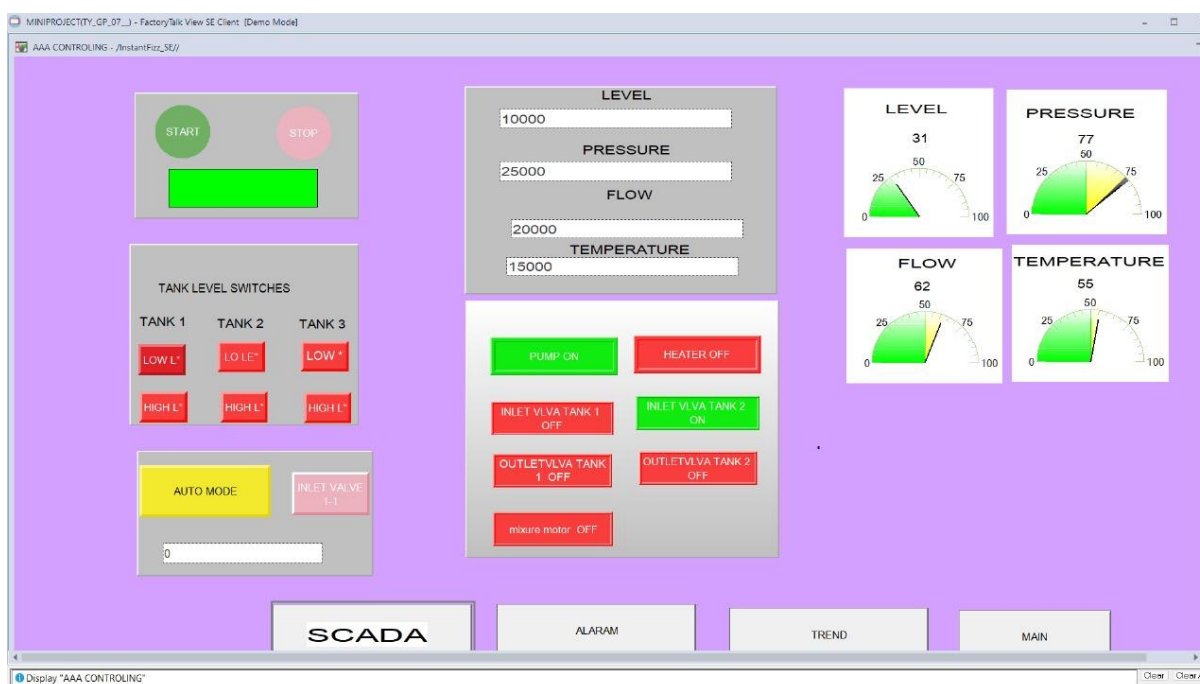 MINIPROJECT(TY_GP_07__) - FactoryTalk View SE Client [Demo Mode]
AAA CONTROLING - /InstantFizz_SE//
START
STOP
TANK LEVEL SWITCHES
TANK 1
TANK 2
TANK 3
LOW L*
LO LE*
LOW *
HIGH L*
HIGH L*
HIGH L*
AUTO MODE
INLET VALVE
1-1
0
LEVEL
10000
PRESSURE
25000
FLOW
20000
TEMPERATURE
15000
PUMP ON
HEATER OFF
INLET VLVA TANK 1
OFF
INLET VLVA TANK 2
ON
OUTLETVLVA TANK
1 OFF
OUTLETVLVA TANK 2
OFF
mixure motor OFF
LEVEL
31
0
25
50
75
100
PRESSURE
77
0
25
50
75
100
FLOW
62
0
25
50
75
100
TEMPERATURE
55
0
25
50
75
100
SCADA
ALARAM
TREND
MAIN
Display "AAA CONTROLING"
Clear
Clear